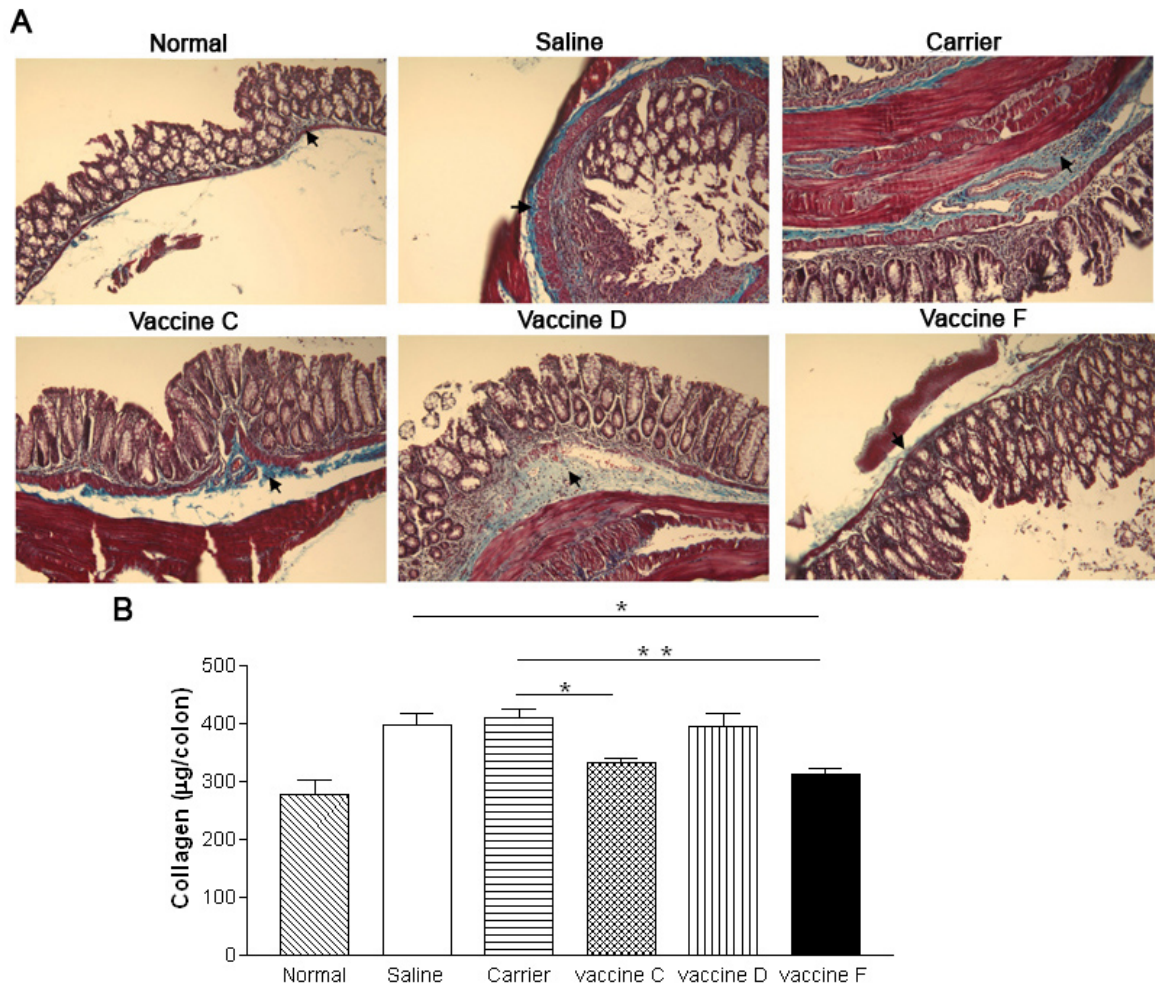 A
Normal Saline Carrier
Vaccine C Vaccine D Vaccine F
B
*
* *
*
Collagen (µg/colon)
500
400
300
200
100
0
Normal Saline Carrier vaccine C vaccine D vaccine F